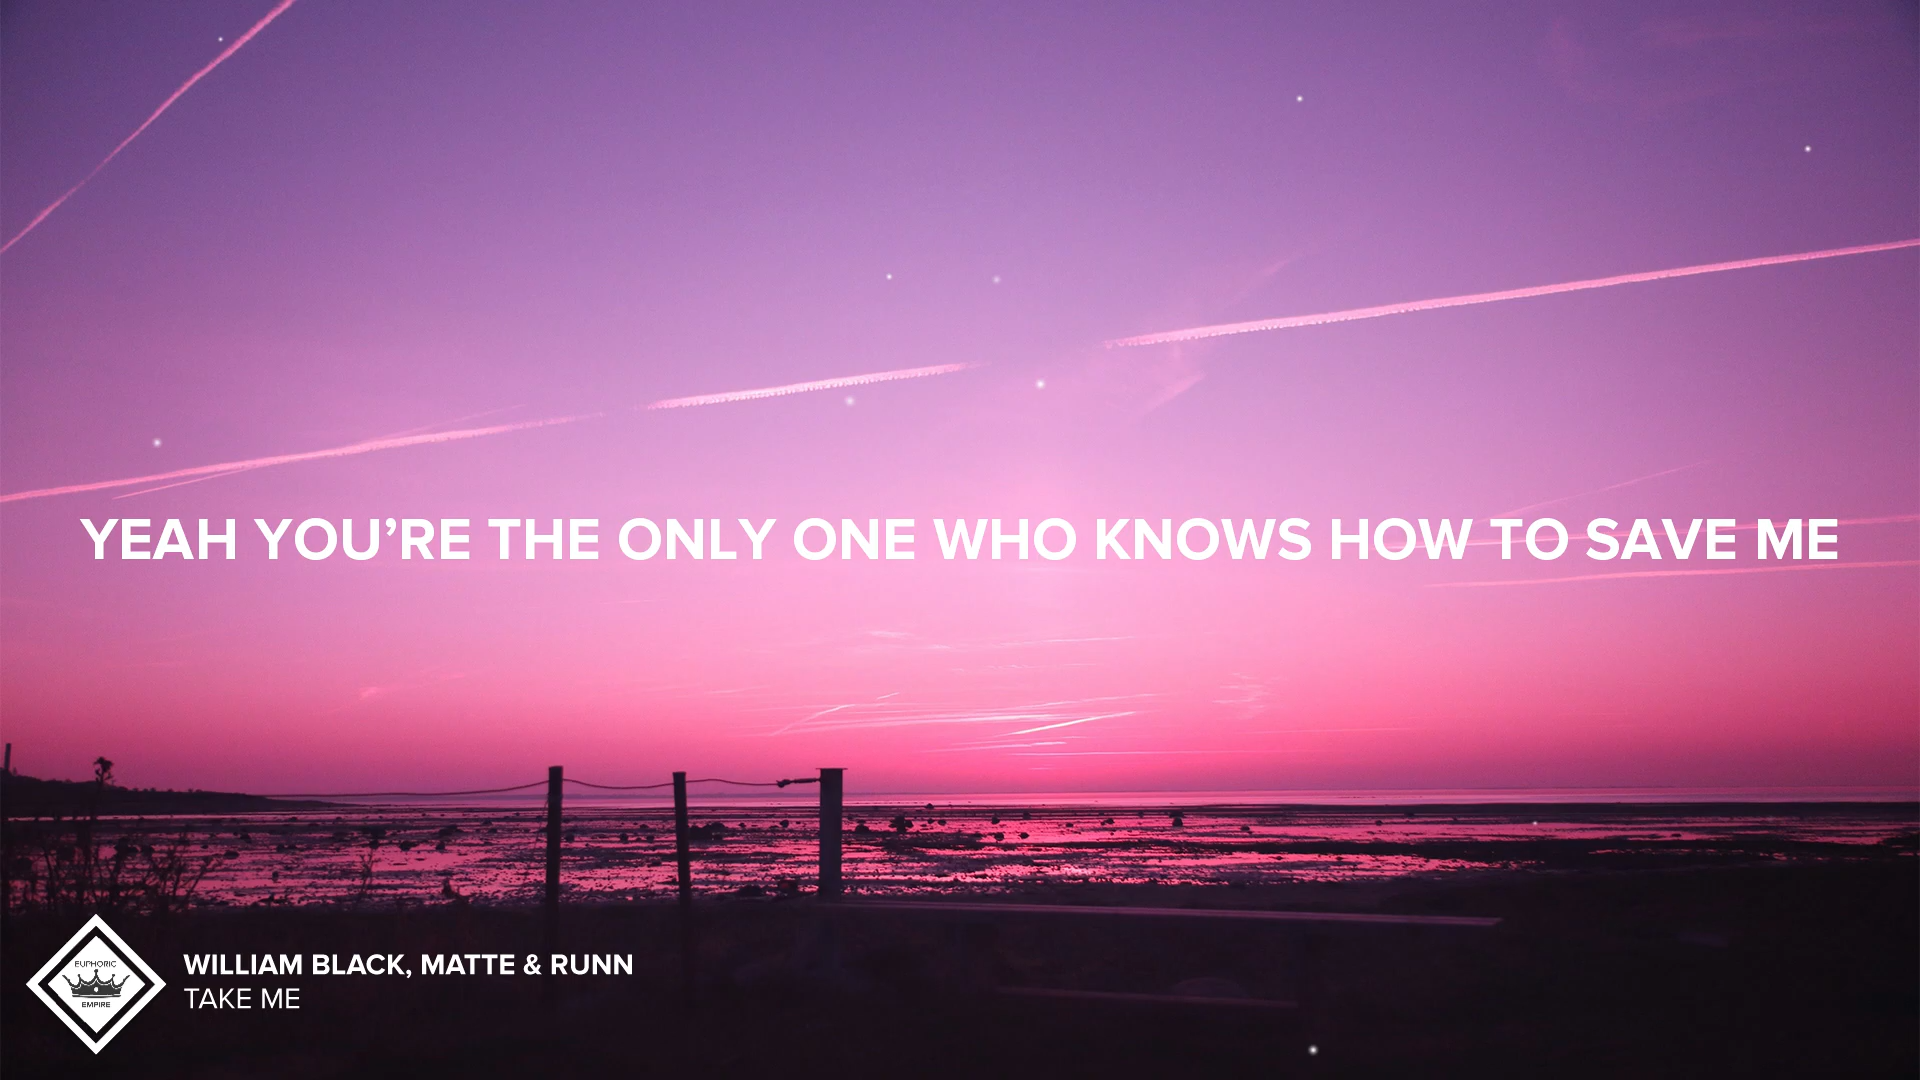 YEAH YOU’RE THE ONLY ONE WHO KNOWS HOW TO SAVE ME
EUPHORIC
EMPIRE
WILLIAM BLACK, MATTE & RUNN
TAKE ME